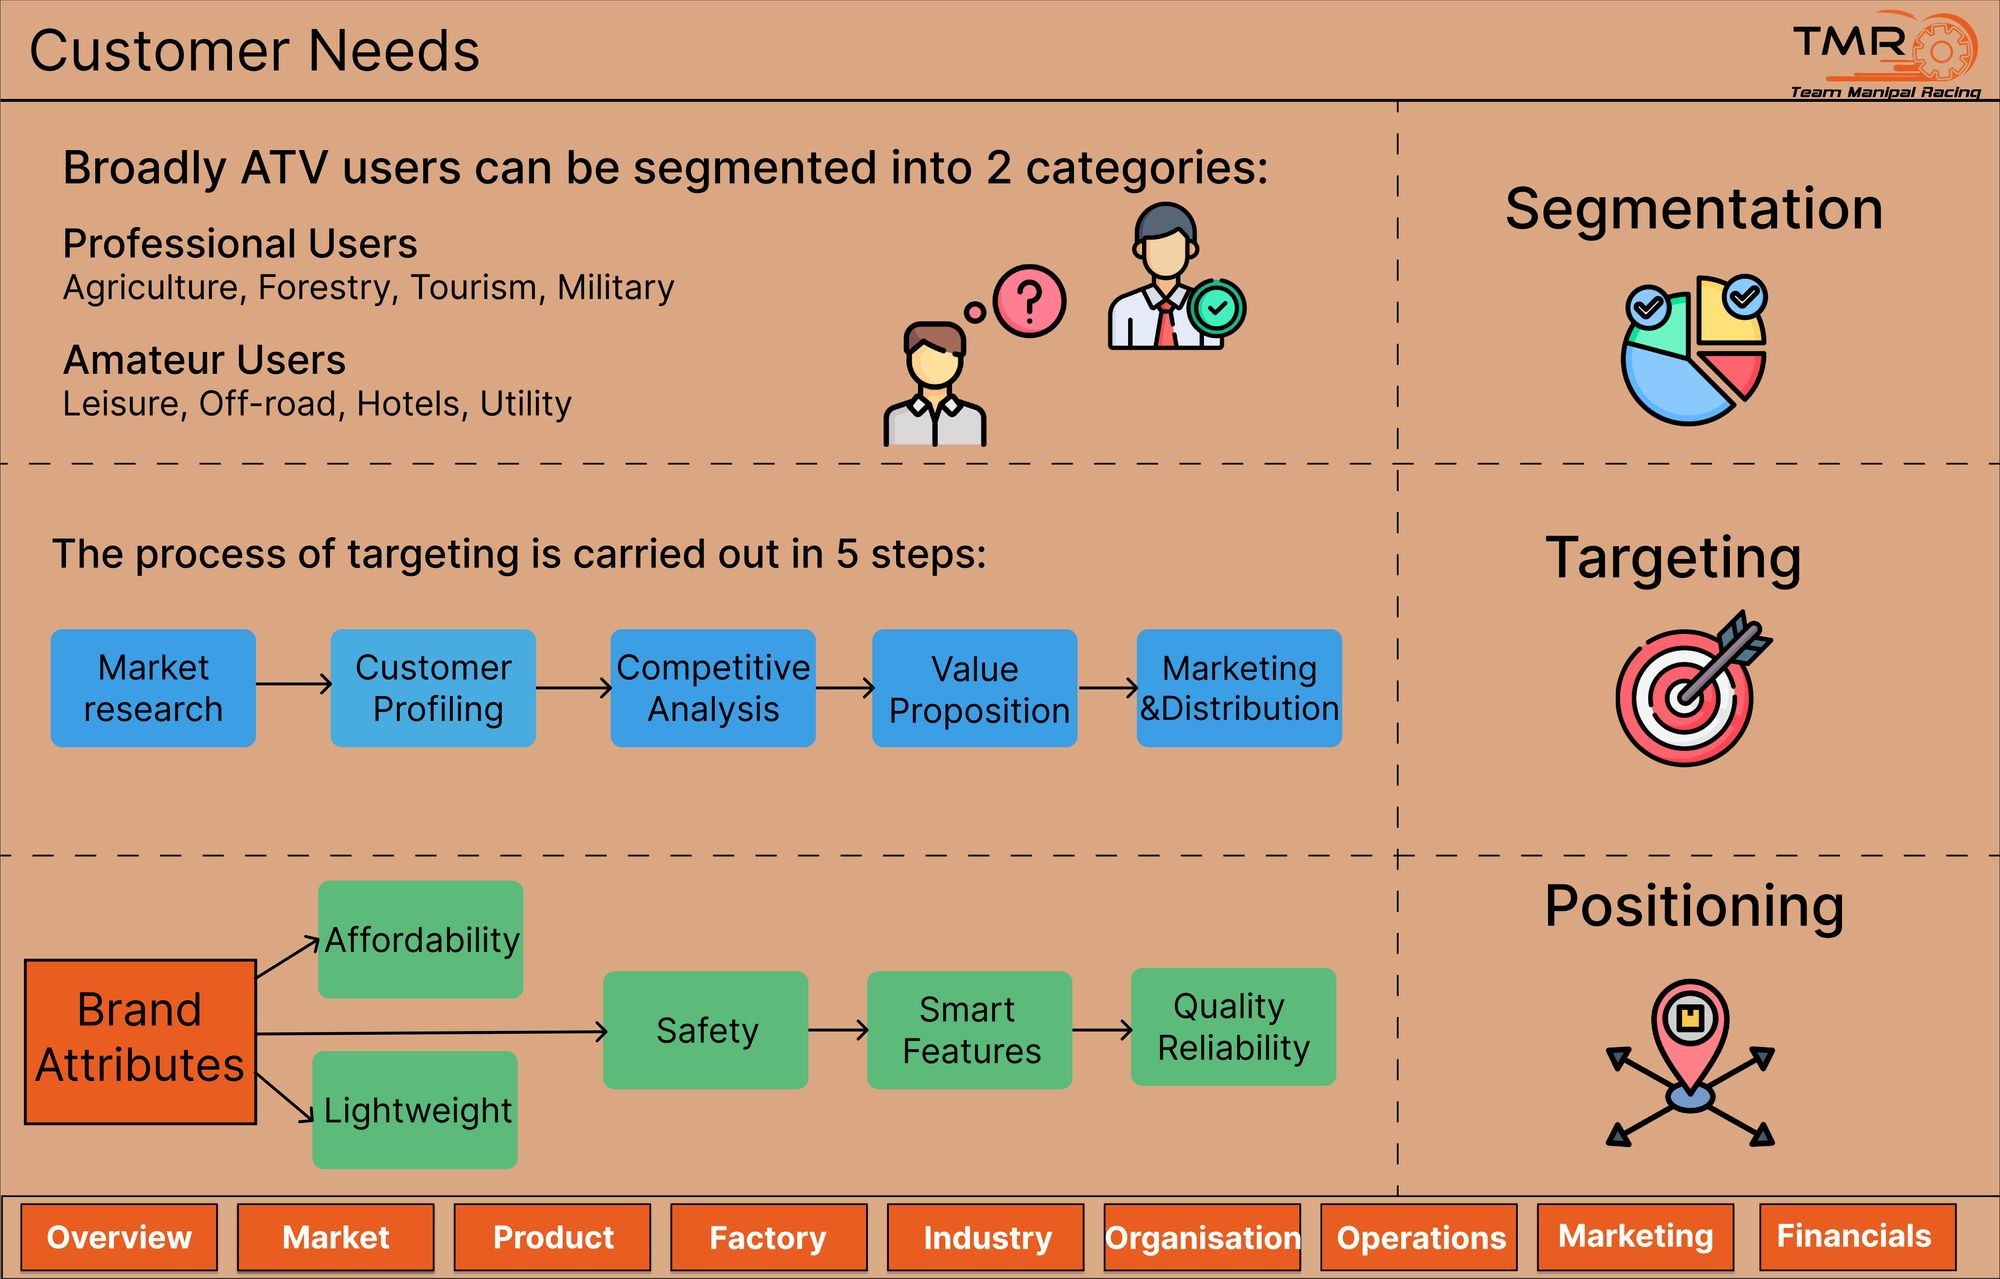 Customer Needs
TMR
Team Manipal Racing
Broadly ATV users can be segmented into 2 categories:
Professional Users
Agriculture, Forestry, Tourism, Military
Amateur Users
Leisure, Off-road, Hotels, Utility
?
Segmentation
The process of targeting is carried out in 5 steps:
Market
research
Customer
Profiling
Competitive
Analysis
Value
Proposition
Marketing
&Distribution
Targeting
Brand
Attributes
Affordability
Lightweight
Safety
Smart
Features
Quality
Reliability
Positioning
Overview
Market
Product
Factory
Industry
Organisation
Operations
Marketing
Financials